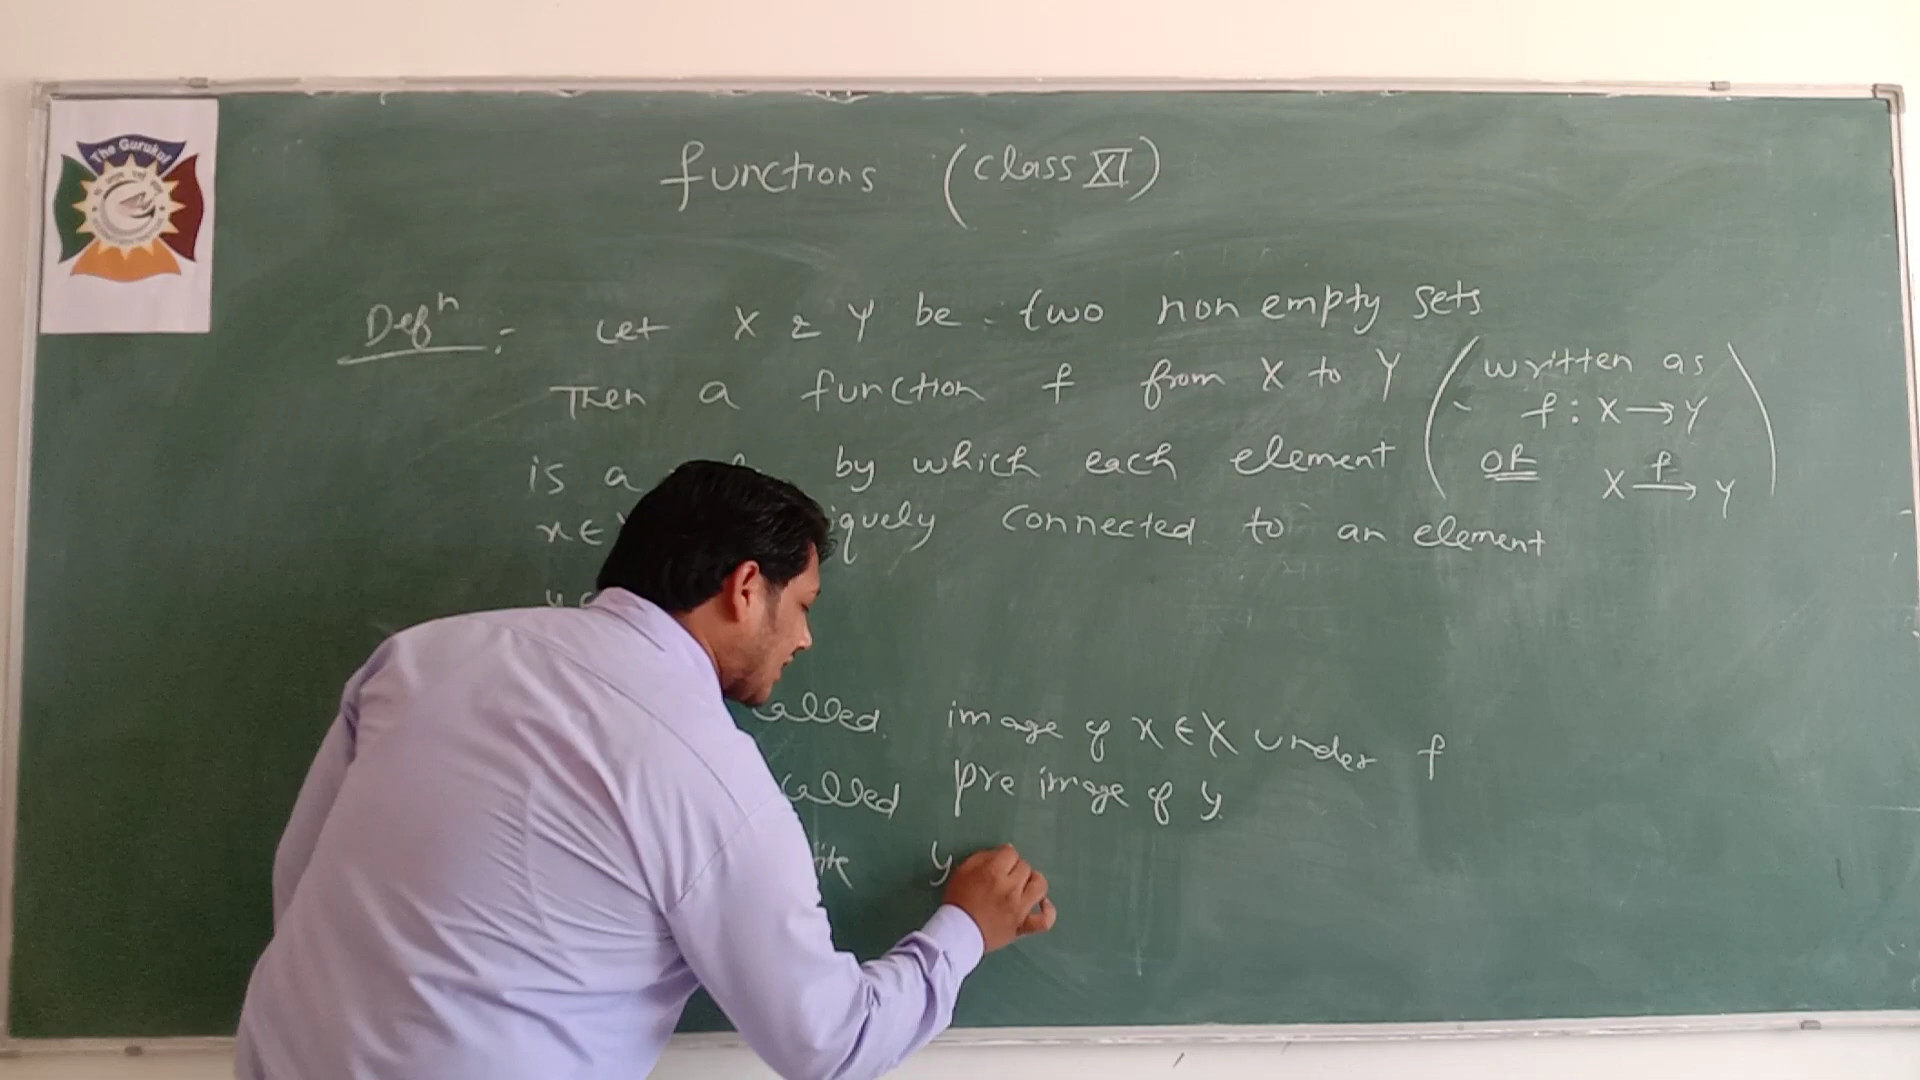 The Gurukul
functions (class XI)
Defⁿ :- Let X & Y be two non empty sets
Then a function f from X to Y (written as
f : X → Y
is a by which each element
or X f→ Y
x ∈ connected to an element
called image of x ∈ X under f
called pre image of y.
y